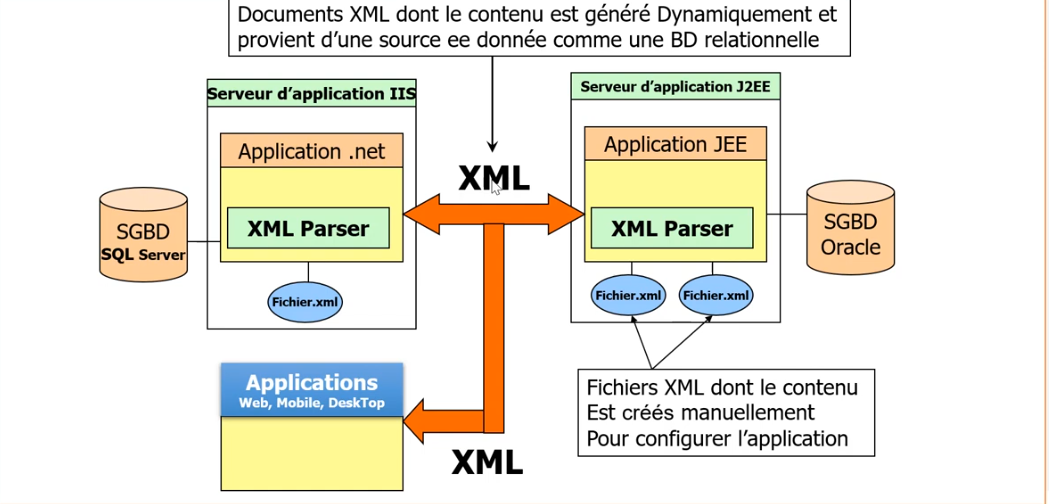 Documents XML dont le contenu est généré Dynamiquement et
provient d'une source ee donnée comme une BD relationnelle
Serveur d'application IIS
Serveur d'application J2EE
Application .net
Application JEE
XML
XML Parser
XML Parser
SGBD
SQL Server
SGBD
Oracle
Fichier.xml
Fichier.xml
Fichier.xml
Applications
Web, Mobile, DeskTop
Fichiers XML dont le contenu
Est créés manuellement
Pour configurer l'application
XML